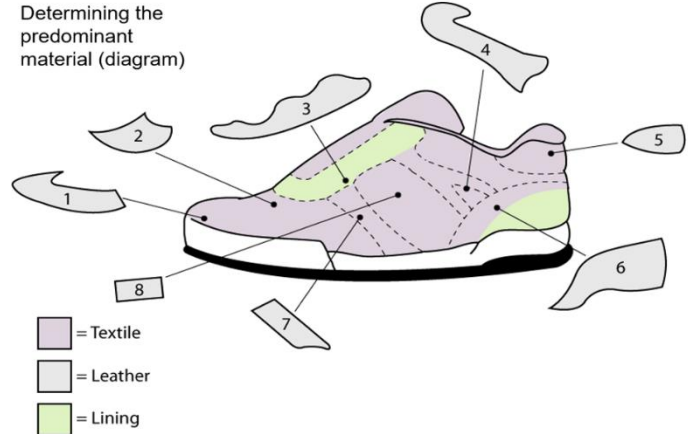 Determining the
predominant
material (diagram)
4
3
2
5
1
6
8
7
= Textile
= Leather
= Lining